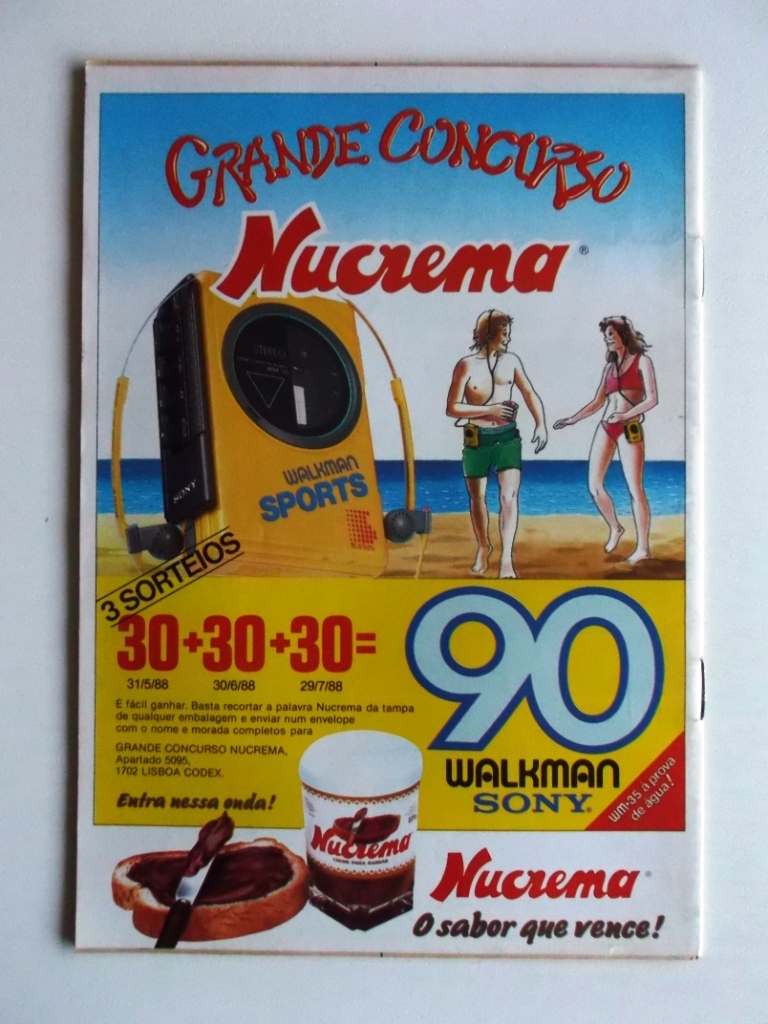 GRANDE CONCURSO
Nucrema®
STEREO
SONY
WALKMAN
SPORTS
3 SORTEIOS
30+30+30=
31/5/88 30/6/88 29/7/88
90
É fácil ganhar. Basta recortar a palavra Nucrema da tampa
de qualquer embalagem e enviar num envelope
com o nome e morada completos para
GRANDE CONCURSO NUCREMA,
Apartado 5095,
1702 LISBOA CODEX.
Entra nessa onda!
WALKMAN
SONY®
WM-35 à prova
de água!
Nucrema
CREME PARA BARRAR
Nucrema®
O sabor que vence!